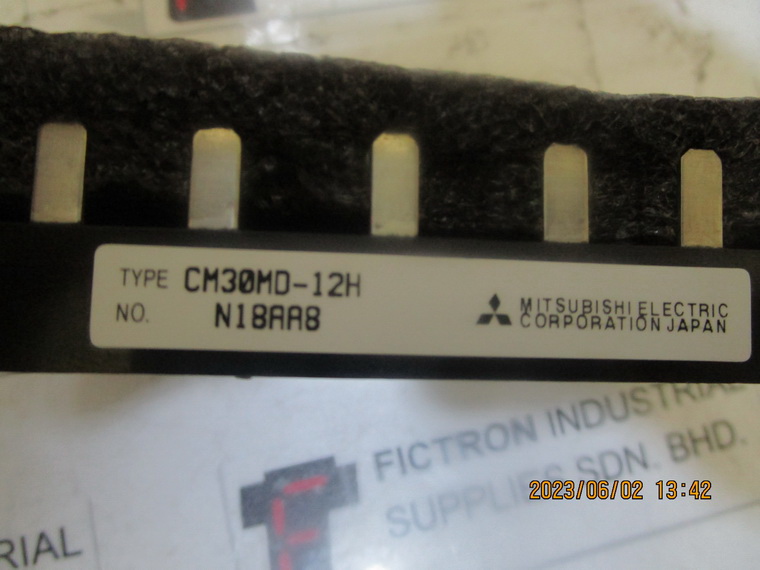 TYPE CM30MD-12H
NO. N18AA8
MITSUBISHI ELECTRIC
CORPORATION JAPAN
FICTRON INDUSTRIAL
SUPPLIES SDN. BHD.
2023/06/02 13:42
RIAL